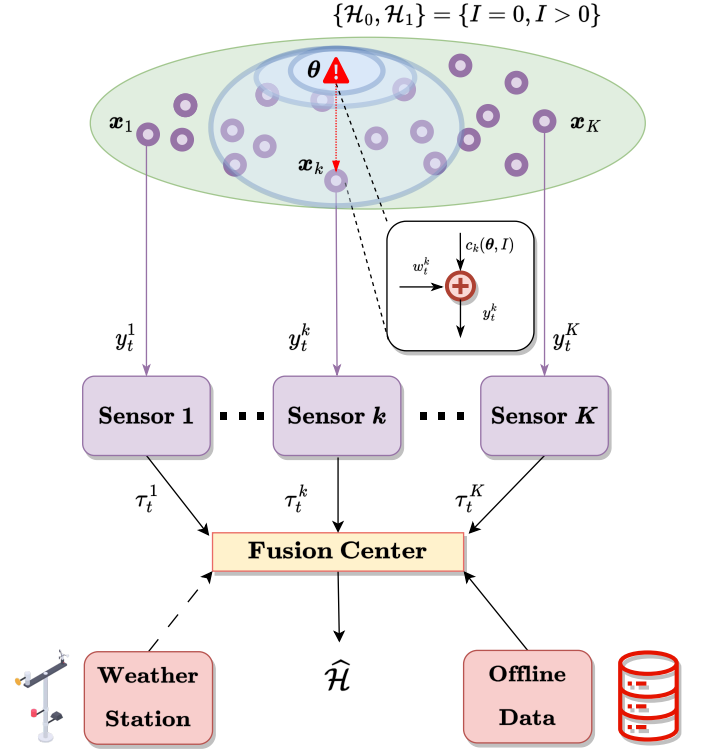 {ℋ₀, ℋ₁} = {I = 0, I > 0}
θ
x₁
x_K
x_k
c_k(θ, I)
w_t^k
y_t^k
y_t^1
y_t^k
y_t^K
Sensor 1
Sensor k
Sensor K
τ_t^1
τ_t^k
τ_t^K
Fusion Center
Weather
Station
ℋ̂
Offline
Data